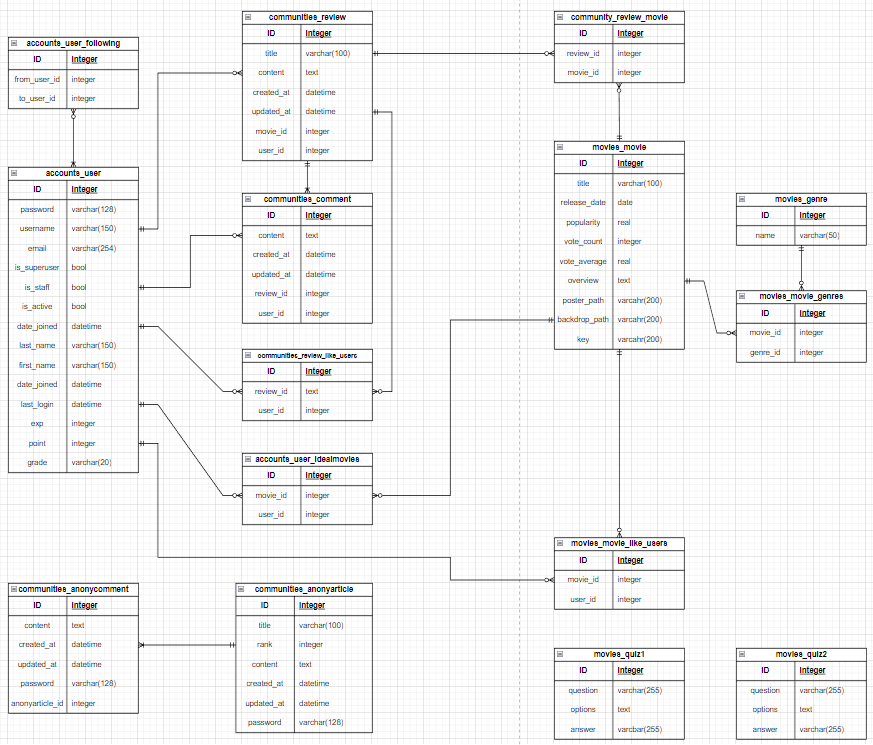 accounts_user_following
ID Integer
from_user_id integer
to_user_id integer
accounts_user
ID Integer
password varchar(128)
username varchar(150)
email varchar(254)
is_superuser bool
is_staff bool
is_active bool
date_joined datetime
last_name varchar(150)
first_name varchar(150)
date_joined datetime
last_login datetime
exp integer
point integer
grade varchar(20)
communities_anonycomment
ID Integer
content text
created_at datetime
updated_at datetime
password varchar(128)
anonyarticle_id integer
communities_review
ID Integer
title varchar(100)
content text
created_at datetime
updated_at datetime
movie_id integer
user_id integer
communities_comment
ID Integer
content text
created_at datetime
updated_at datetime
review_id integer
user_id integer
communities_review_like_users
ID Integer
review_id text
user_id integer
accounts_user_idealmovies
ID Integer
movie_id integer
user_id integer
communities_anonyarticle
ID Integer
title varchar(100)
rank integer
content text
created_at datetime
updated_at datetime
password varchar(128)
community_review_movie
ID Integer
review_id integer
movie_id integer
movies_movie
ID Integer
title varchar(100)
release_date date
popularity real
vote_count integer
vote_average real
overview text
poster_path varcahr(200)
backdrop_path varcahr(200)
key varcahr(200)
movies_movie_like_users
ID Integer
movie_id integer
user_id integer
movies_quiz1
ID Integer
question varchar(255)
options text
answer varcbar(255)
movies_genre
ID Integer
name varchar(50)
movies_movie_genres
ID Integer
movie_id integer
genre_id integer
movies_quiz2
ID Integer
question varchar(255)
options text
answer varchar(255)